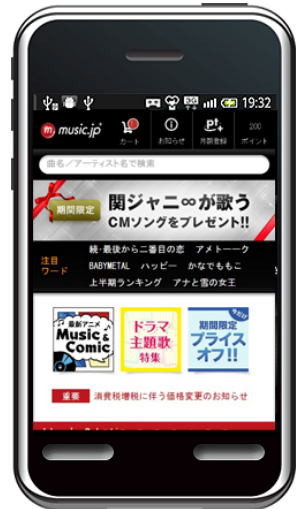 3G
19:32
music.jp
カート
お知らせ
Pt.
月額登録
200
ポイント
曲名／アーティスト名で検索
期間限定
関ジャニ∞が歌う
CMソングをプレゼント!!
注目
ワード
続・最後から二番目の恋 アメトーーク
BABYMETAL ハッピー かなでももこ
上半期ランキング アナと雪の女王
最新アニメ
Music &
Comic
ドラマ
主題歌
特集
今だけ
期間限定
プライス
オフ!!
重要 消費税増税に伴う価格変更のお知らせ